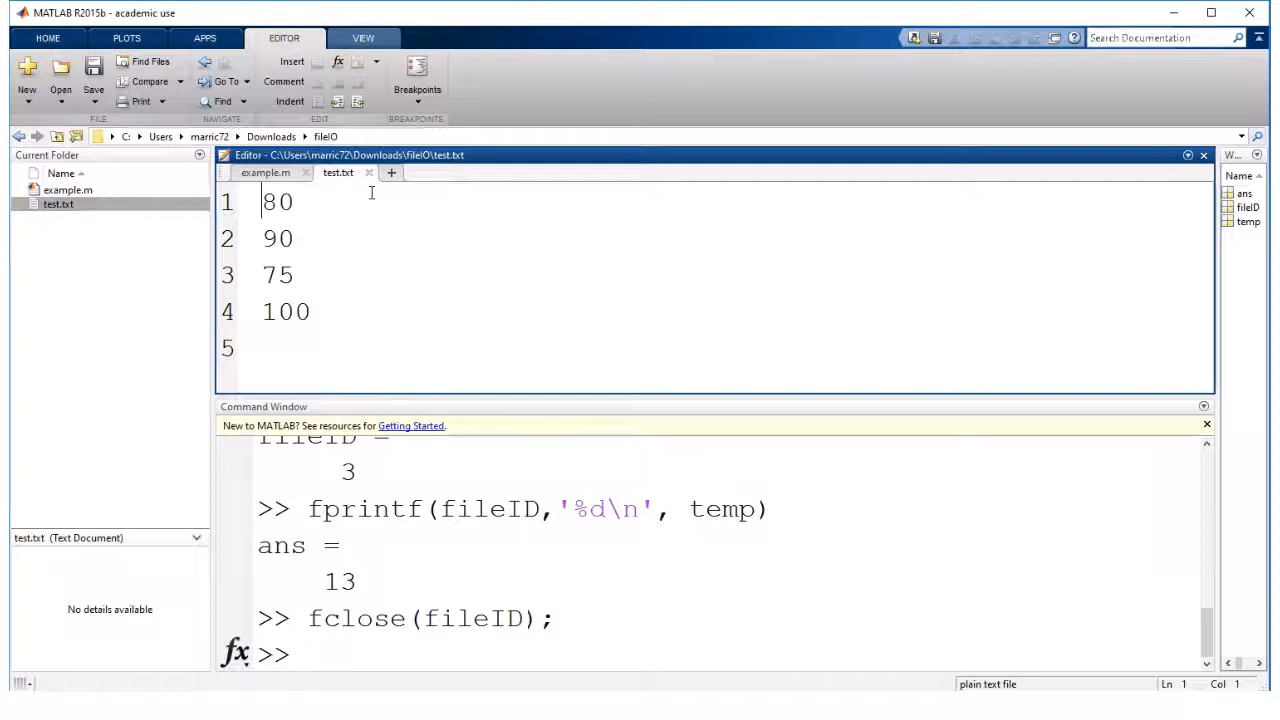 MATLAB R2015b - academic use
HOME PLOTS APPS EDITOR VIEW
Search Documentation
New Open Save
Find Files
Compare
Print
Go To
Find
Insert fx
Comment
Indent
Breakpoints
FILE NAVIGATE EDIT BREAKPOINTS
C: Users marric72 Downloads fileIO
Current Folder
Name
example.m
test.txt
Editor - C:\Users\marric72\Downloads\fileIO\test.txt
example.m test.txt +
1 80
2 90
3 75
4 100
5
W...
Name
ans
fileID
temp
Command Window
New to MATLAB? See resources for Getting Started.
fileID =
3
>> fprintf(fileID,'%d\n', temp)
ans =
13
>> fclose(fileID);
fx >>
test.txt (Text Document)
No details available
plain text file Ln 1 Col 1